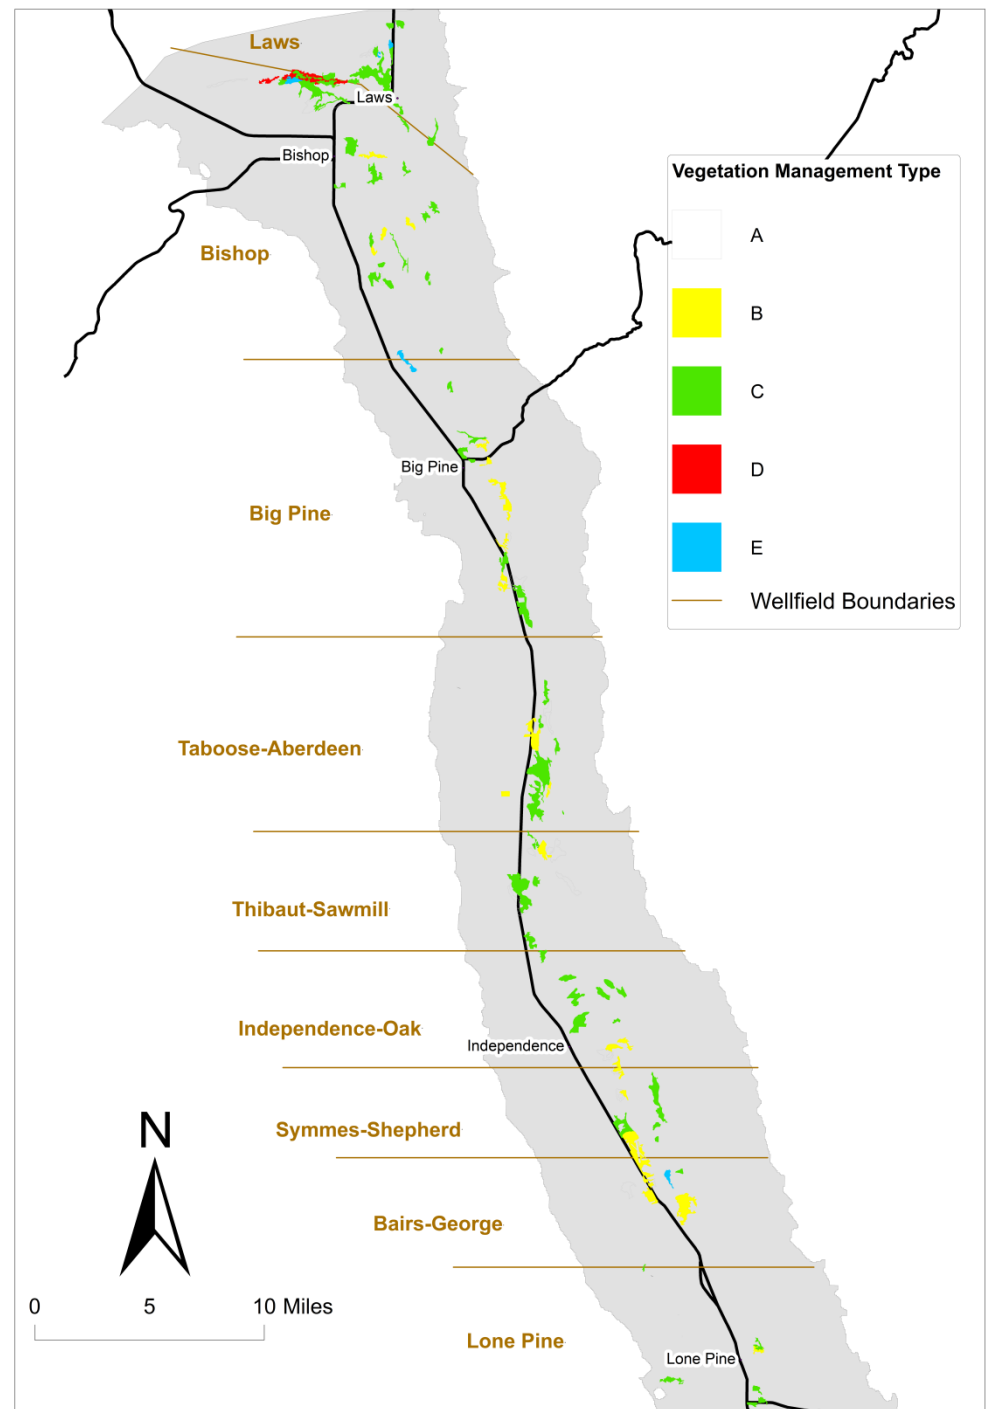 Laws
Laws
Bishop
Vegetation Management Type
A
Bishop
B
C
Big Pine
D
Big Pine
E
Wellfield Boundaries
Taboose-Aberdeen
Thibaut-Sawmill
Independence-Oak
Independence
N
Symmes-Shepherd
Bairs-George
0 5 10 Miles
Lone Pine
Lone Pine